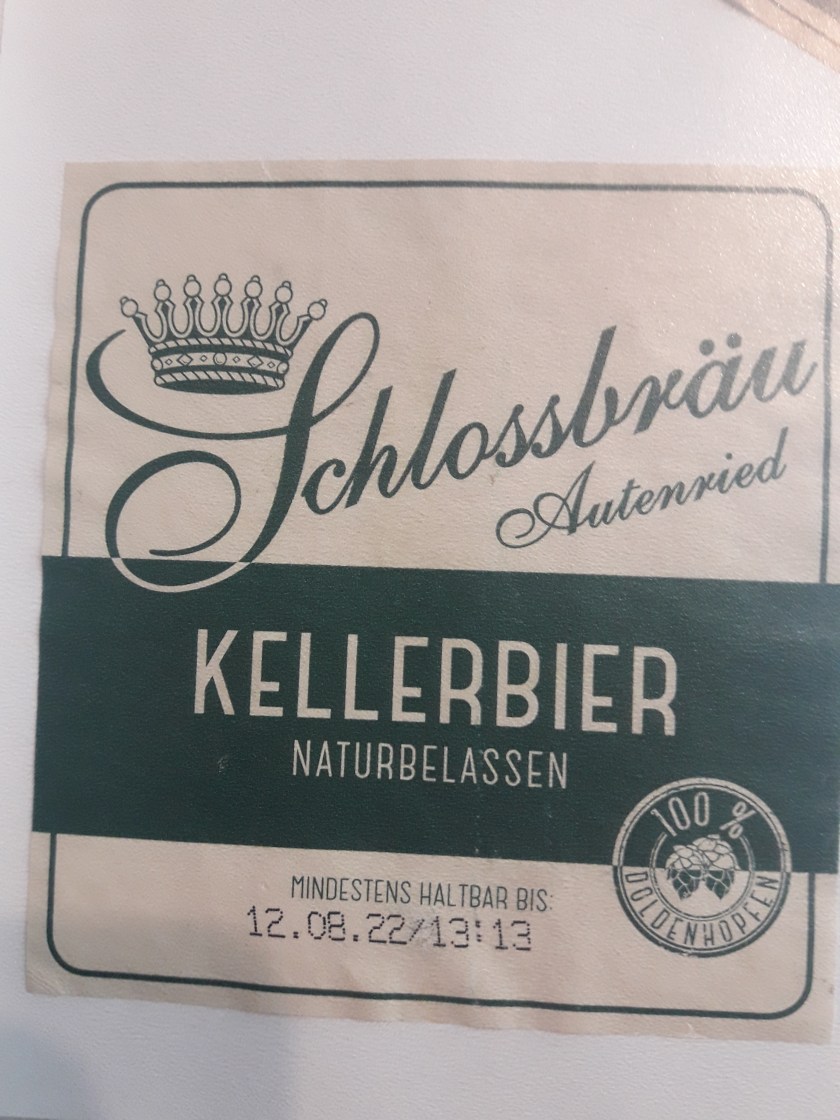 Schlossbräu
Autenried
KELLERBIER
NATURBELASSEN
100 %
DOLDENHOPFEN
MINDESTENS HALTBAR BIS:
12.08.22/13:13